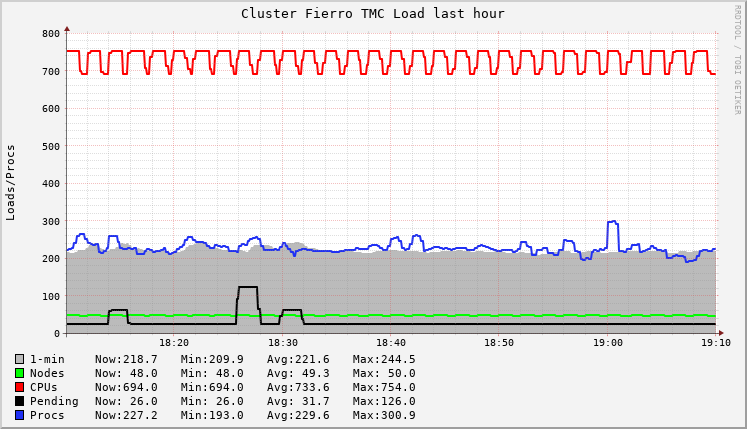 Cluster Fierro TMC Load last hour
RRDTOOL / TOBI OETIKER
Loads/Procs
800
700
600
500
400
300
200
100
0
18:20 18:30 18:40 18:50 19:00 19:10
1-min Now:218.7 Min:209.9 Avg:221.6 Max:244.5
Nodes Now: 48.0 Min: 48.0 Avg: 49.3 Max: 50.0
CPUs Now:694.0 Min:694.0 Avg:733.6 Max:754.0
Pending Now: 26.0 Min: 26.0 Avg: 31.7 Max:126.0
Procs Now:227.2 Min:193.0 Avg:229.6 Max:300.9